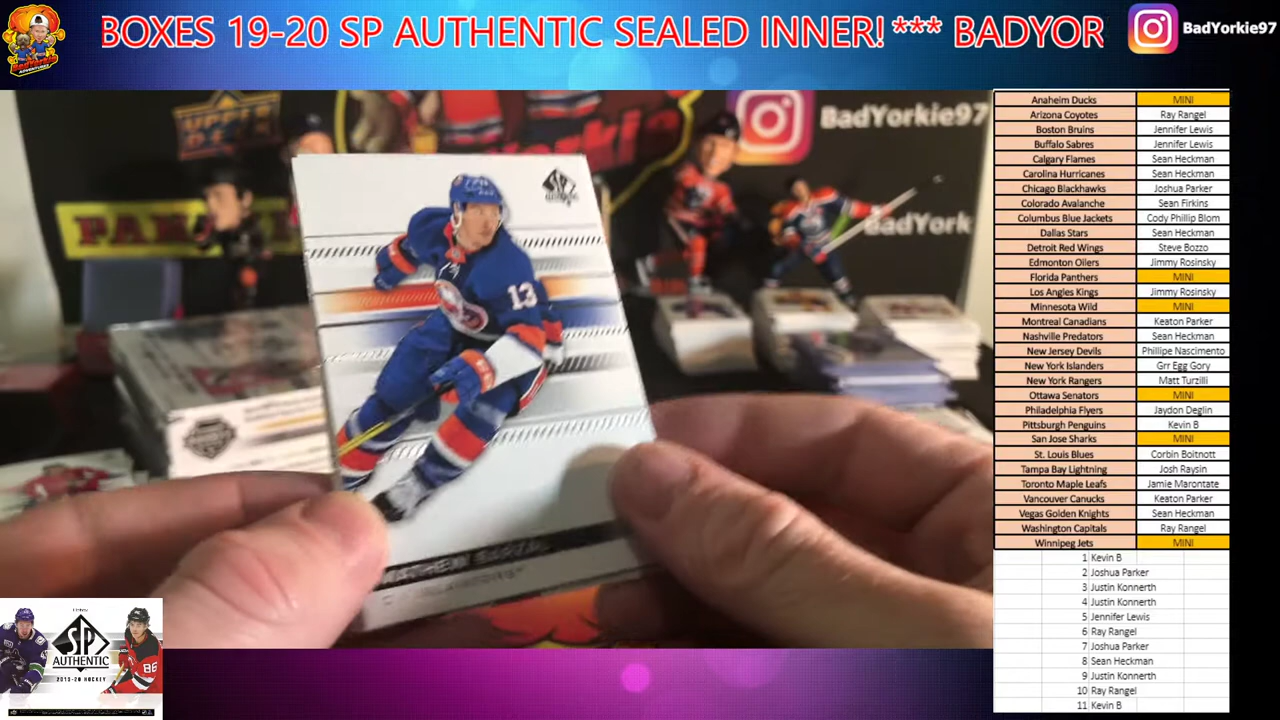 BOXES 19-20 SP AUTHENTIC SEALED INNER! *** BADYOR
BadYorkie97
UPPER DECK
BadYorkie97
PANINI
BadYork
SP
AUTHENTIC
13
Anaheim Ducks MINI
Arizona Coyotes Ray Rangel
Boston Bruins Jennifer Lewis
Buffalo Sabres Jennifer Lewis
Calgary Flames Sean Heckman
Carolina Hurricanes Sean Heckman
Chicago Blackhawks Joshua Parker
Colorado Avalanche Sean Firkins
Columbus Blue Jackets Cody Phillip Blom
Dallas Stars Sean Heckman
Detroit Red Wings Steve Bozzo
Edmonton Oilers Jimmy Rosinsky
Florida Panthers MINI
Los Angles Kings Jimmy Rosinsky
Minnesota Wild MINI
Montreal Canadians Keaton Parker
Nashville Predators Sean Heckman
New Jersey Devils Phillipe Nascimento
New York Islanders Grr Egg Gory
New York Rangers Matt Turzilli
Ottawa Senators MINI
Philadelphia Flyers Jaydon Deglin
Pittsburgh Penguins Kevin B
San Jose Sharks MINI
St. Louis Blues Corbin Boitnott
Tampa Bay Lightning Josh Raysin
Toronto Maple Leafs Jamie Marontate
Vancouver Canucks Keaton Parker
Vegas Golden Knights Sean Heckman
Washington Capitals Ray Rangel
Winnipeg Jets MINI
1 Kevin B
2 Joshua Parker
3 Justin Konnerth
4 Justin Konnerth
5 Jennifer Lewis
6 Ray Rangel
7 Joshua Parker
8 Sean Heckman
9 Justin Konnerth
10 Ray Rangel
11 Kevin B
SP
AUTHENTIC
2019-20 HOCKEY
86